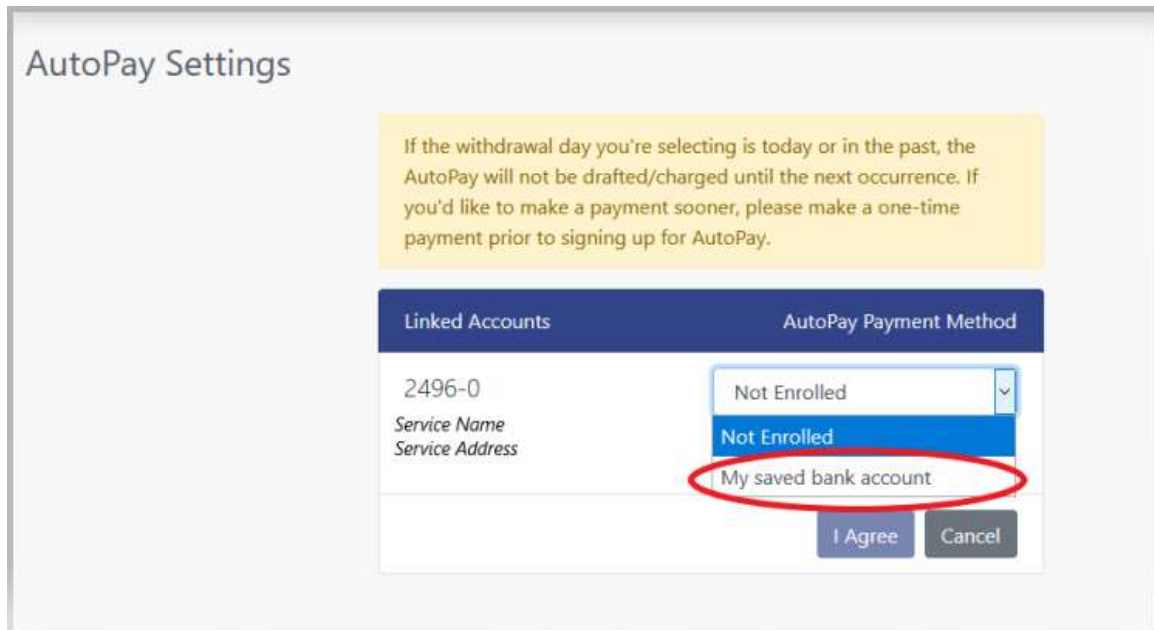 AutoPay Settings
If the withdrawal day you're selecting is today or in the past, the
AutoPay will not be drafted/charged until the next occurrence. If
you'd like to make a payment sooner, please make a one-time
payment prior to signing up for AutoPay.
Linked Accounts AutoPay Payment Method
2496-0 Not Enrolled
Service Name
Service Address
Not Enrolled
My saved bank account
I Agree Cancel